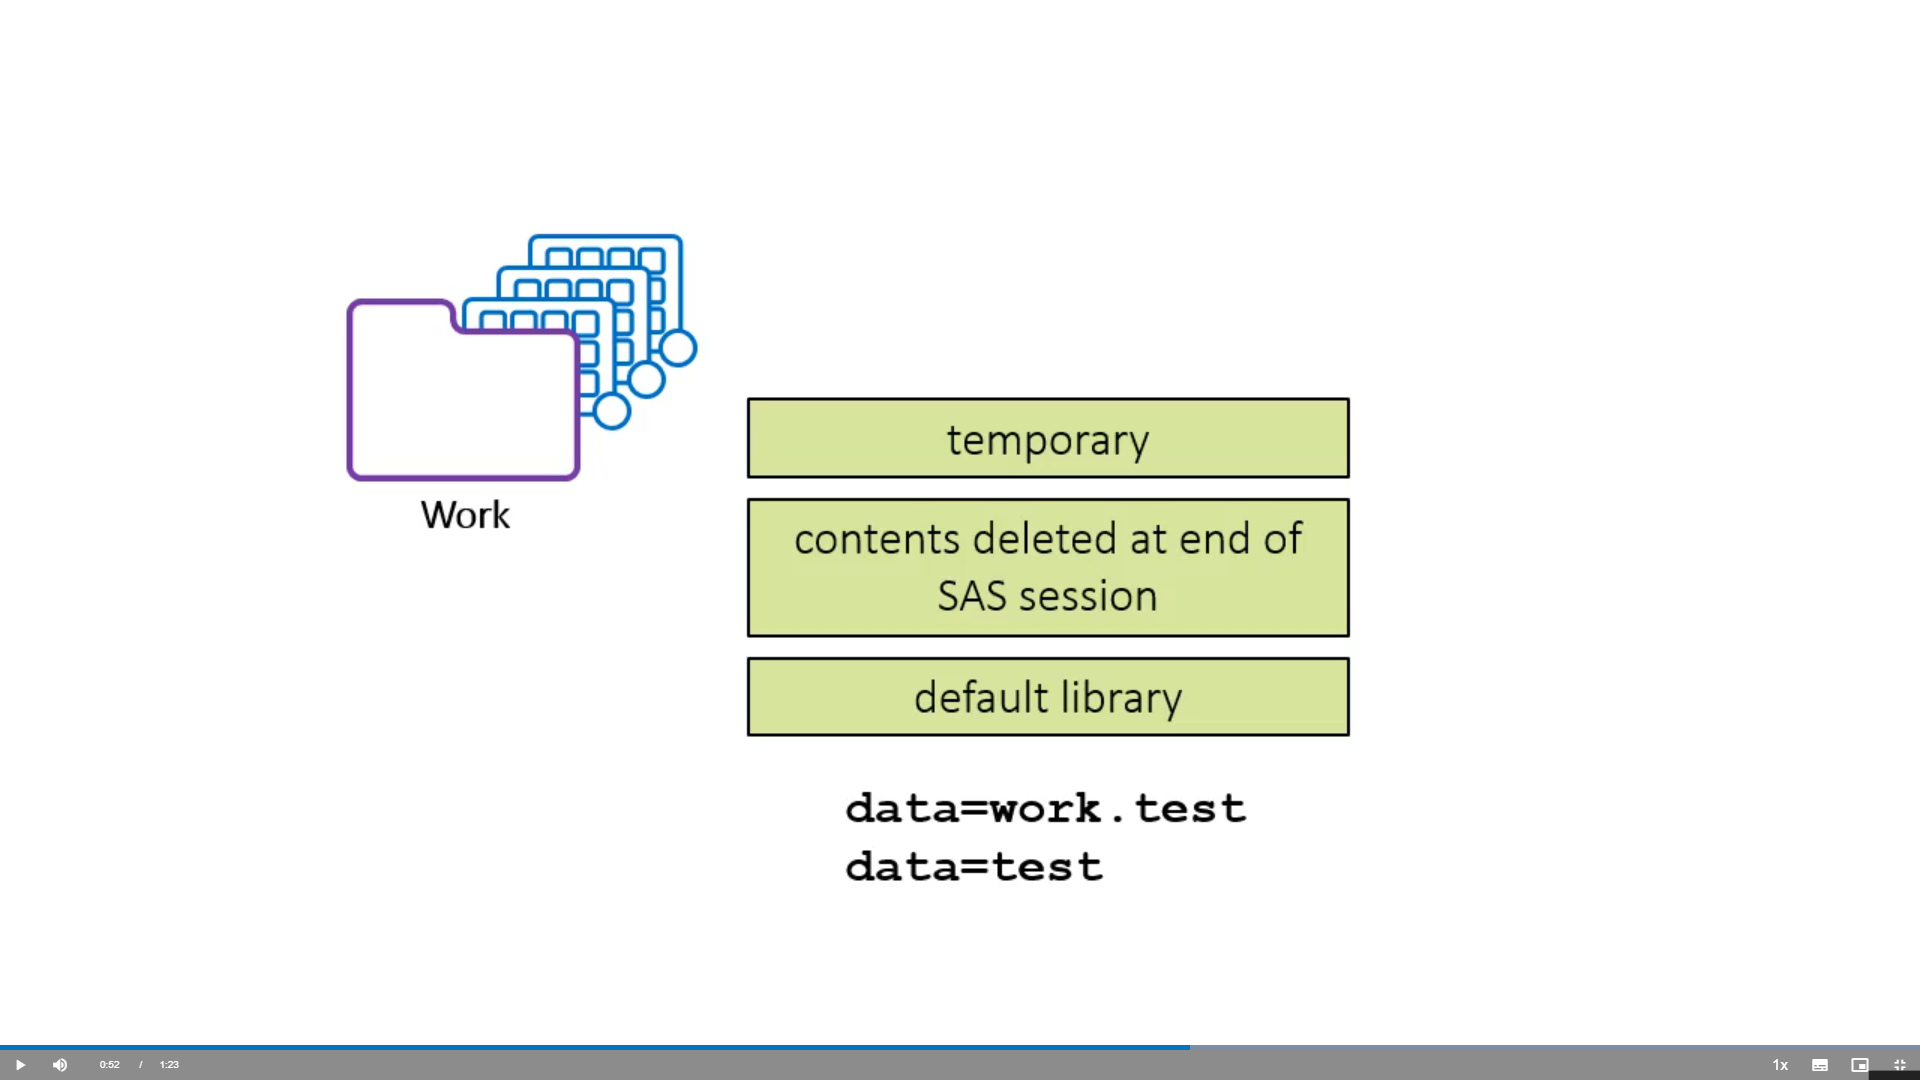 Work
temporary
contents deleted at end of
SAS session
default library
data=work.test
data=test
0:52 / 1:23
1x